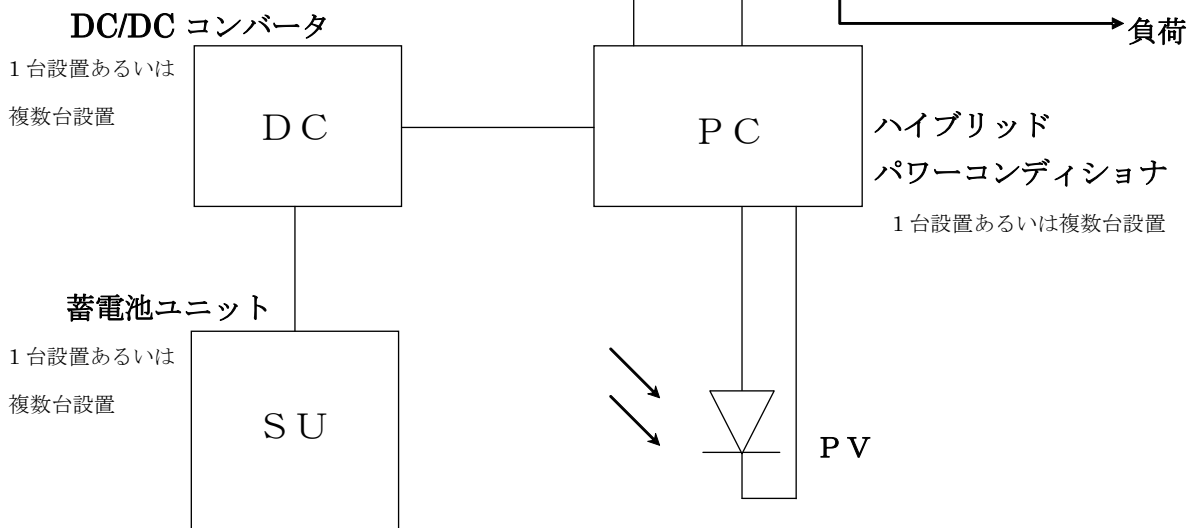 DC/DC コンバータ
負荷
1台設置あるいは
複数台設置
ＤＣ
ＰＣ
ハイブリッド
パワーコンディショナ
1台設置あるいは複数台設置
蓄電池ユニット
1台設置あるいは
複数台設置
ＳＵ
ＰＶ